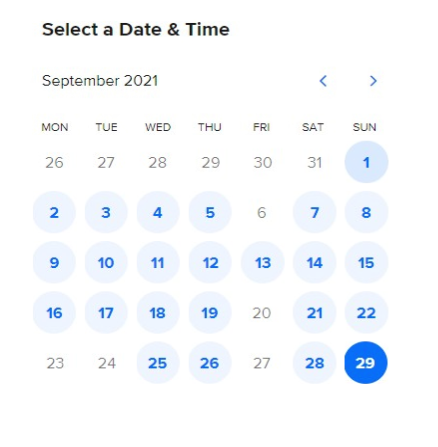 Select a Date & Time
September 2021
MON TUE WED THU FRI SAT SUN
26 27 28 29 30 31 1
2 3 4 5 6 7 8
9 10 11 12 13 14 15
16 17 18 19 20 21 22
23 24 25 26 27 28 29